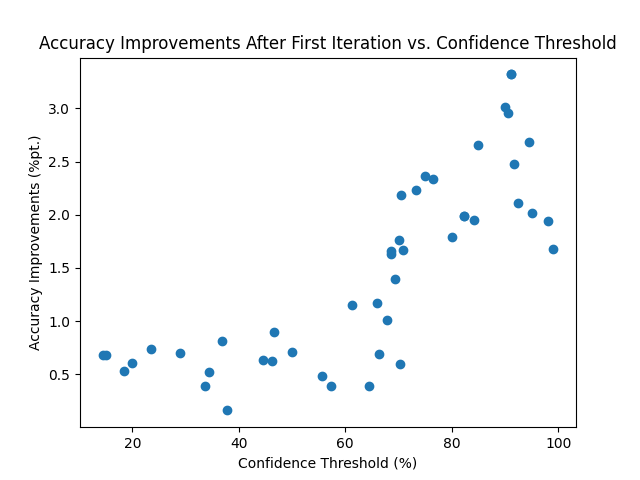 Accuracy Improvements After First Iteration vs. Confidence Threshold
Accuracy Improvements (%pt.)
3.0
2.5
2.0
1.5
1.0
0.5
20 40 60 80 100
Confidence Threshold (%)